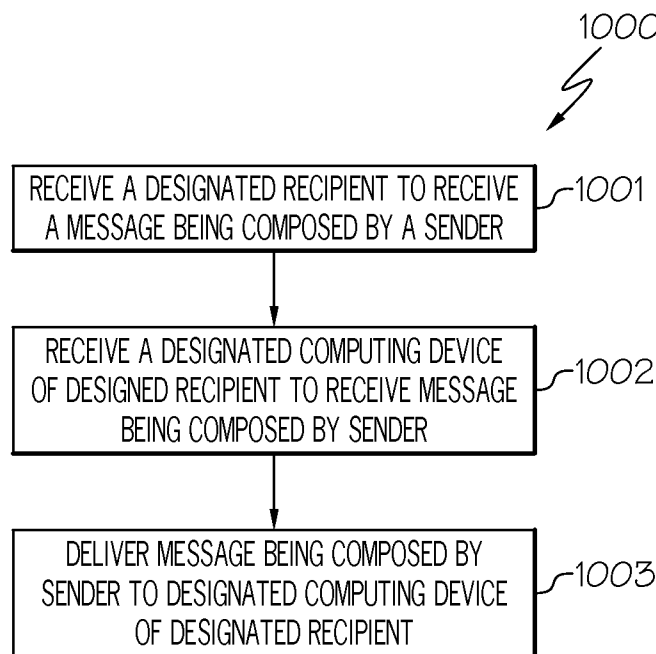 1000
RECEIVE A DESIGNATED RECIPIENT TO RECEIVE
A MESSAGE BEING COMPOSED BY A SENDER
1001
RECEIVE A DESIGNATED COMPUTING DEVICE
OF DESIGNED RECIPIENT TO RECEIVE MESSAGE
BEING COMPOSED BY SENDER
1002
DELIVER MESSAGE BEING COMPOSED BY
SENDER TO DESIGNATED COMPUTING DEVICE
OF DESIGNATED RECIPIENT
1003